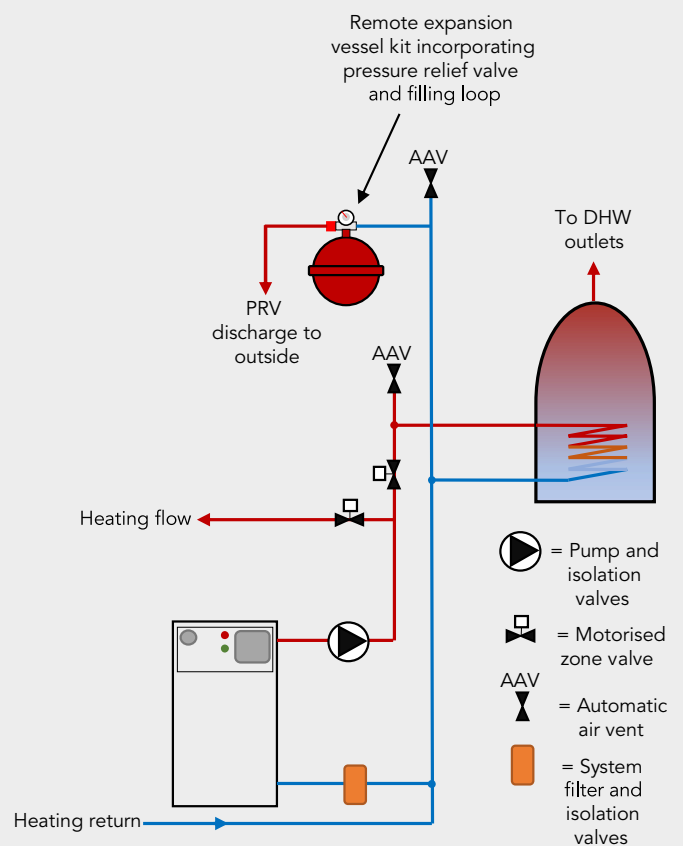 Remote expansion
vessel kit incorporating
pressure relief valve
and filling loop
AAV
To DHW
outlets
PRV
discharge to
outside
AAV
Heating flow
= Pump and
isolation
valves
= Motorised
zone valve
AAV
= Automatic
air vent
= System
filter and
isolation
valves
Heating return